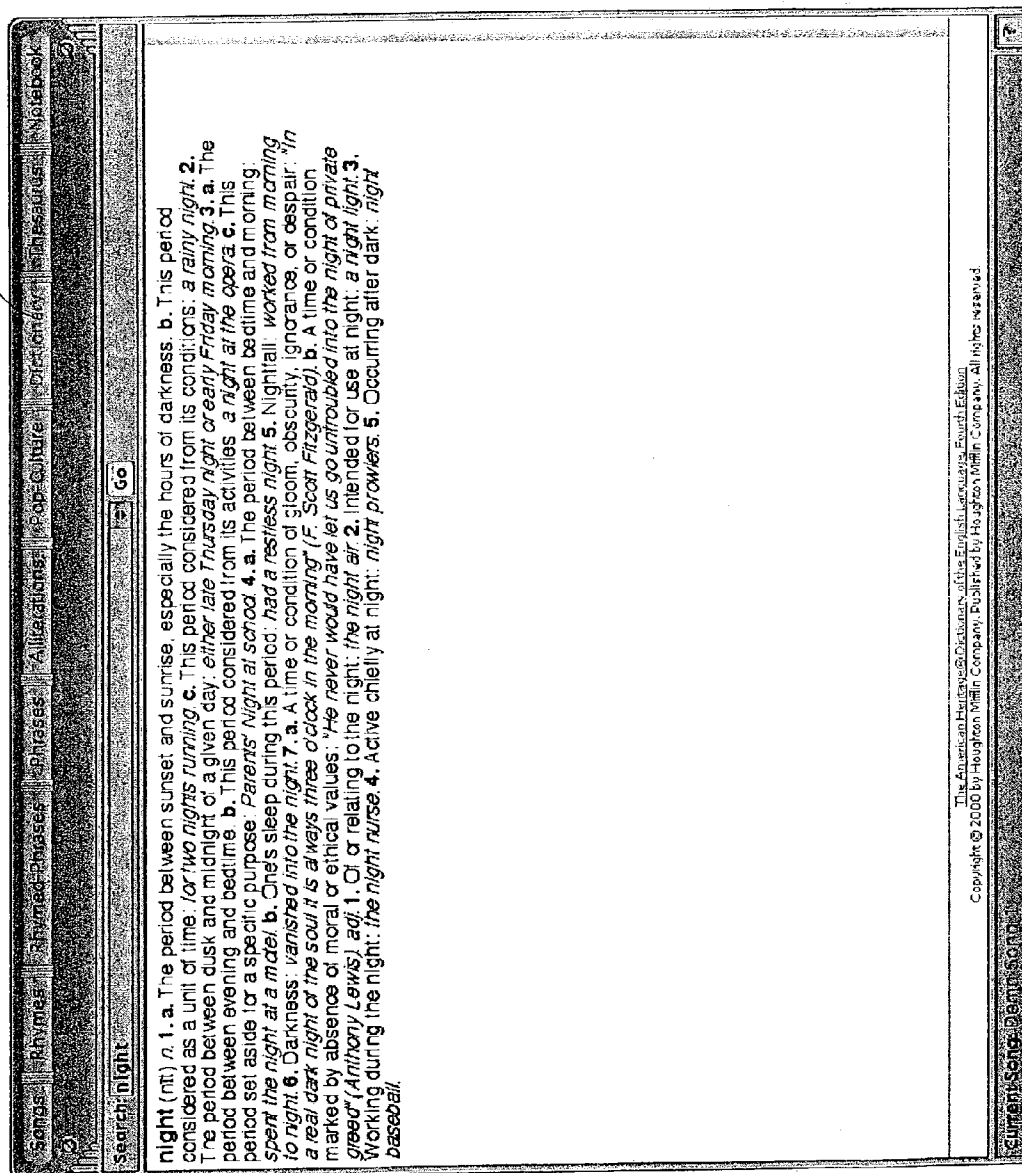 Songs Rhymes Rhymed Phrases Phrases Alliterations Pop Culture Dictionary Thesaurus Notebook
Search: night Go
night (nīt) n. 1. a. The period between sunset and sunrise, especially the hours of darkness. b. This period
considered as a unit of time: for two nights running. c. This period considered from its conditions: a rainy night. 2.
The period between dusk and midnight of a given day: either late Thursday night or early Friday morning. 3. a. The
period between evening and bedtime. b. This period considered from its activities: a night at the opera. c. This
period set aside for a specific purpose: Parents' Night at school. 4. a. The period between bedtime and morning:
spent the night at a motel. b. One's sleep during this period: had a restless night. 5. Nightfall: worked from morning
to night. 6. Darkness: vanished into the night. 7. a. A time or condition of gloom, obscurity, ignorance, or despair: "In
a real dark night of the soul it is always three o'clock in the morning" (F. Scott Fitzgerald). b. A time or condition
marked by absence of moral or ethical values: "He never would have let us go untroubled into the night of private
greed" (Anthony Lewis). adj. 1. Of or relating to the night: the night air. 2. Intended for use at night: a night light. 3.
Working during the night: the night nurse. 4. Active chiefly at night: night prowlers. 5. Occurring after dark: night
baseball.
The American Heritage® Dictionary of the English Language, Fourth Edition
Copyright © 2000 by Houghton Mifflin Company. Published by Houghton Mifflin Company. All rights reserved.
Current Song: Demo Song 1 ?